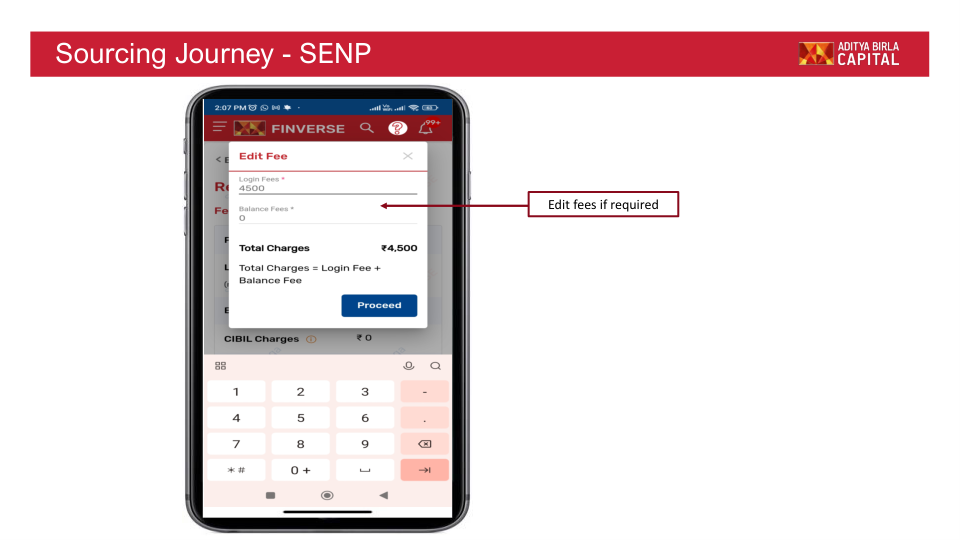 Sourcing Journey - SENP
ADITYA BIRLA
CAPITAL
2:07 PM
FINVERSE
99+
Edit Fee
Login Fees *
4500
Balance Fees *
0
Total Charges ₹4,500
Total Charges = Login Fee +
Balance Fee
Proceed
CIBIL Charges ₹ 0
Edit fees if required
1 2 3 -
4 5 6 .
7 8 9
* # 0 +